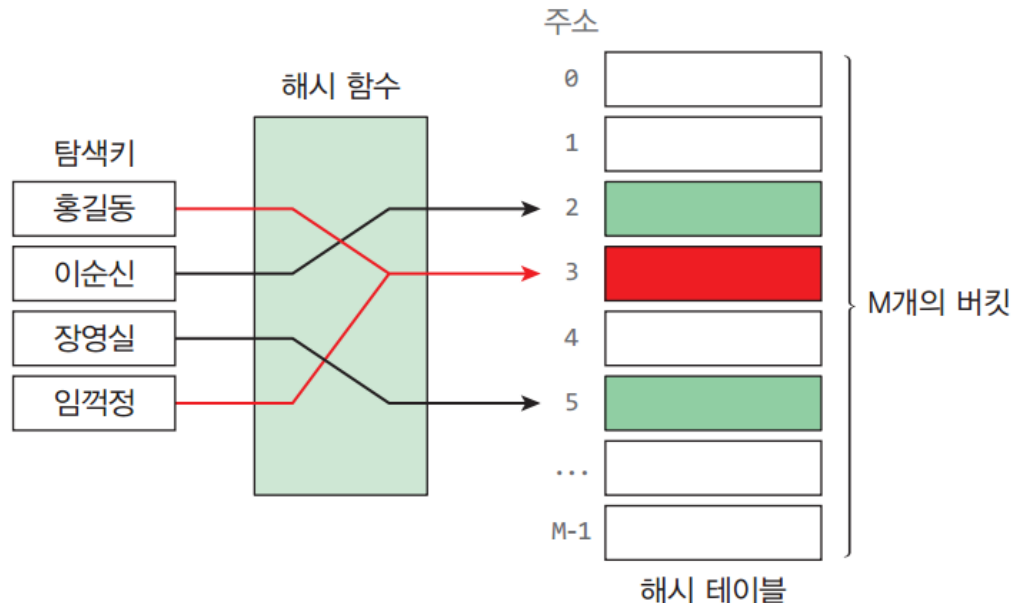 탐색키
홍길동
이순신
장영실
임꺽정
해시 함수
주소
0
1
2
3
4
5
...
M-1
M개의 버킷
해시 테이블